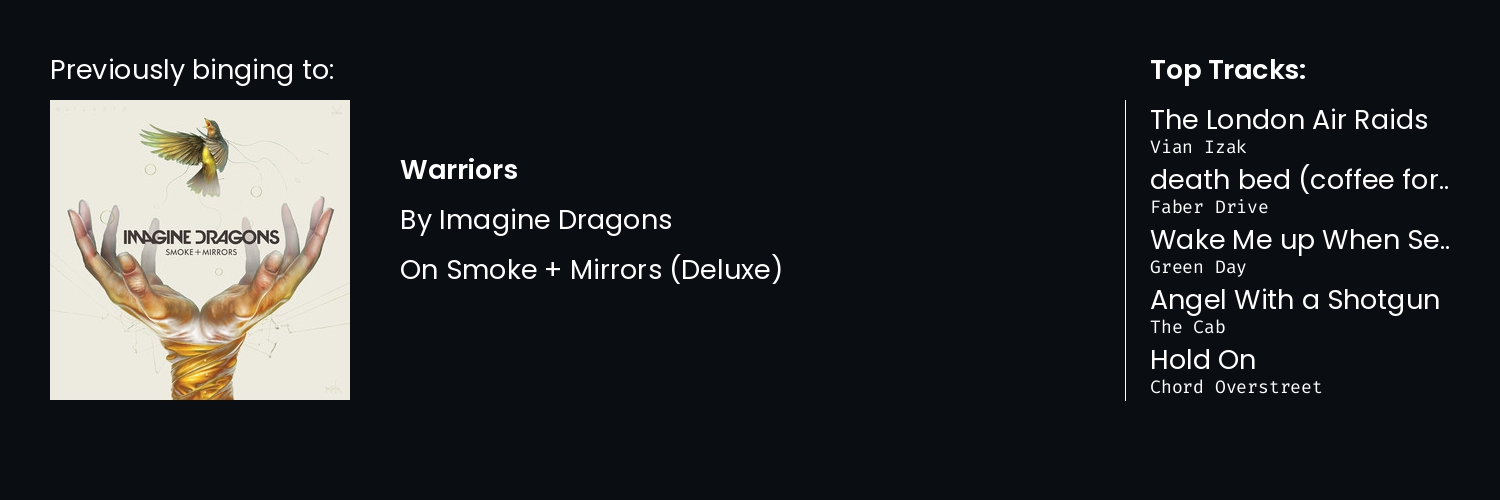 Previously binging to:
IMAGINE DRAGONS
SMOKE+MIRRORS
Warriors
By Imagine Dragons
On Smoke + Mirrors (Deluxe)
Top Tracks:
The London Air Raids
Vian Izak
death bed (coffee for..
Faber Drive
Wake Me up When Se..
Green Day
Angel With a Shotgun
The Cab
Hold On
Chord Overstreet